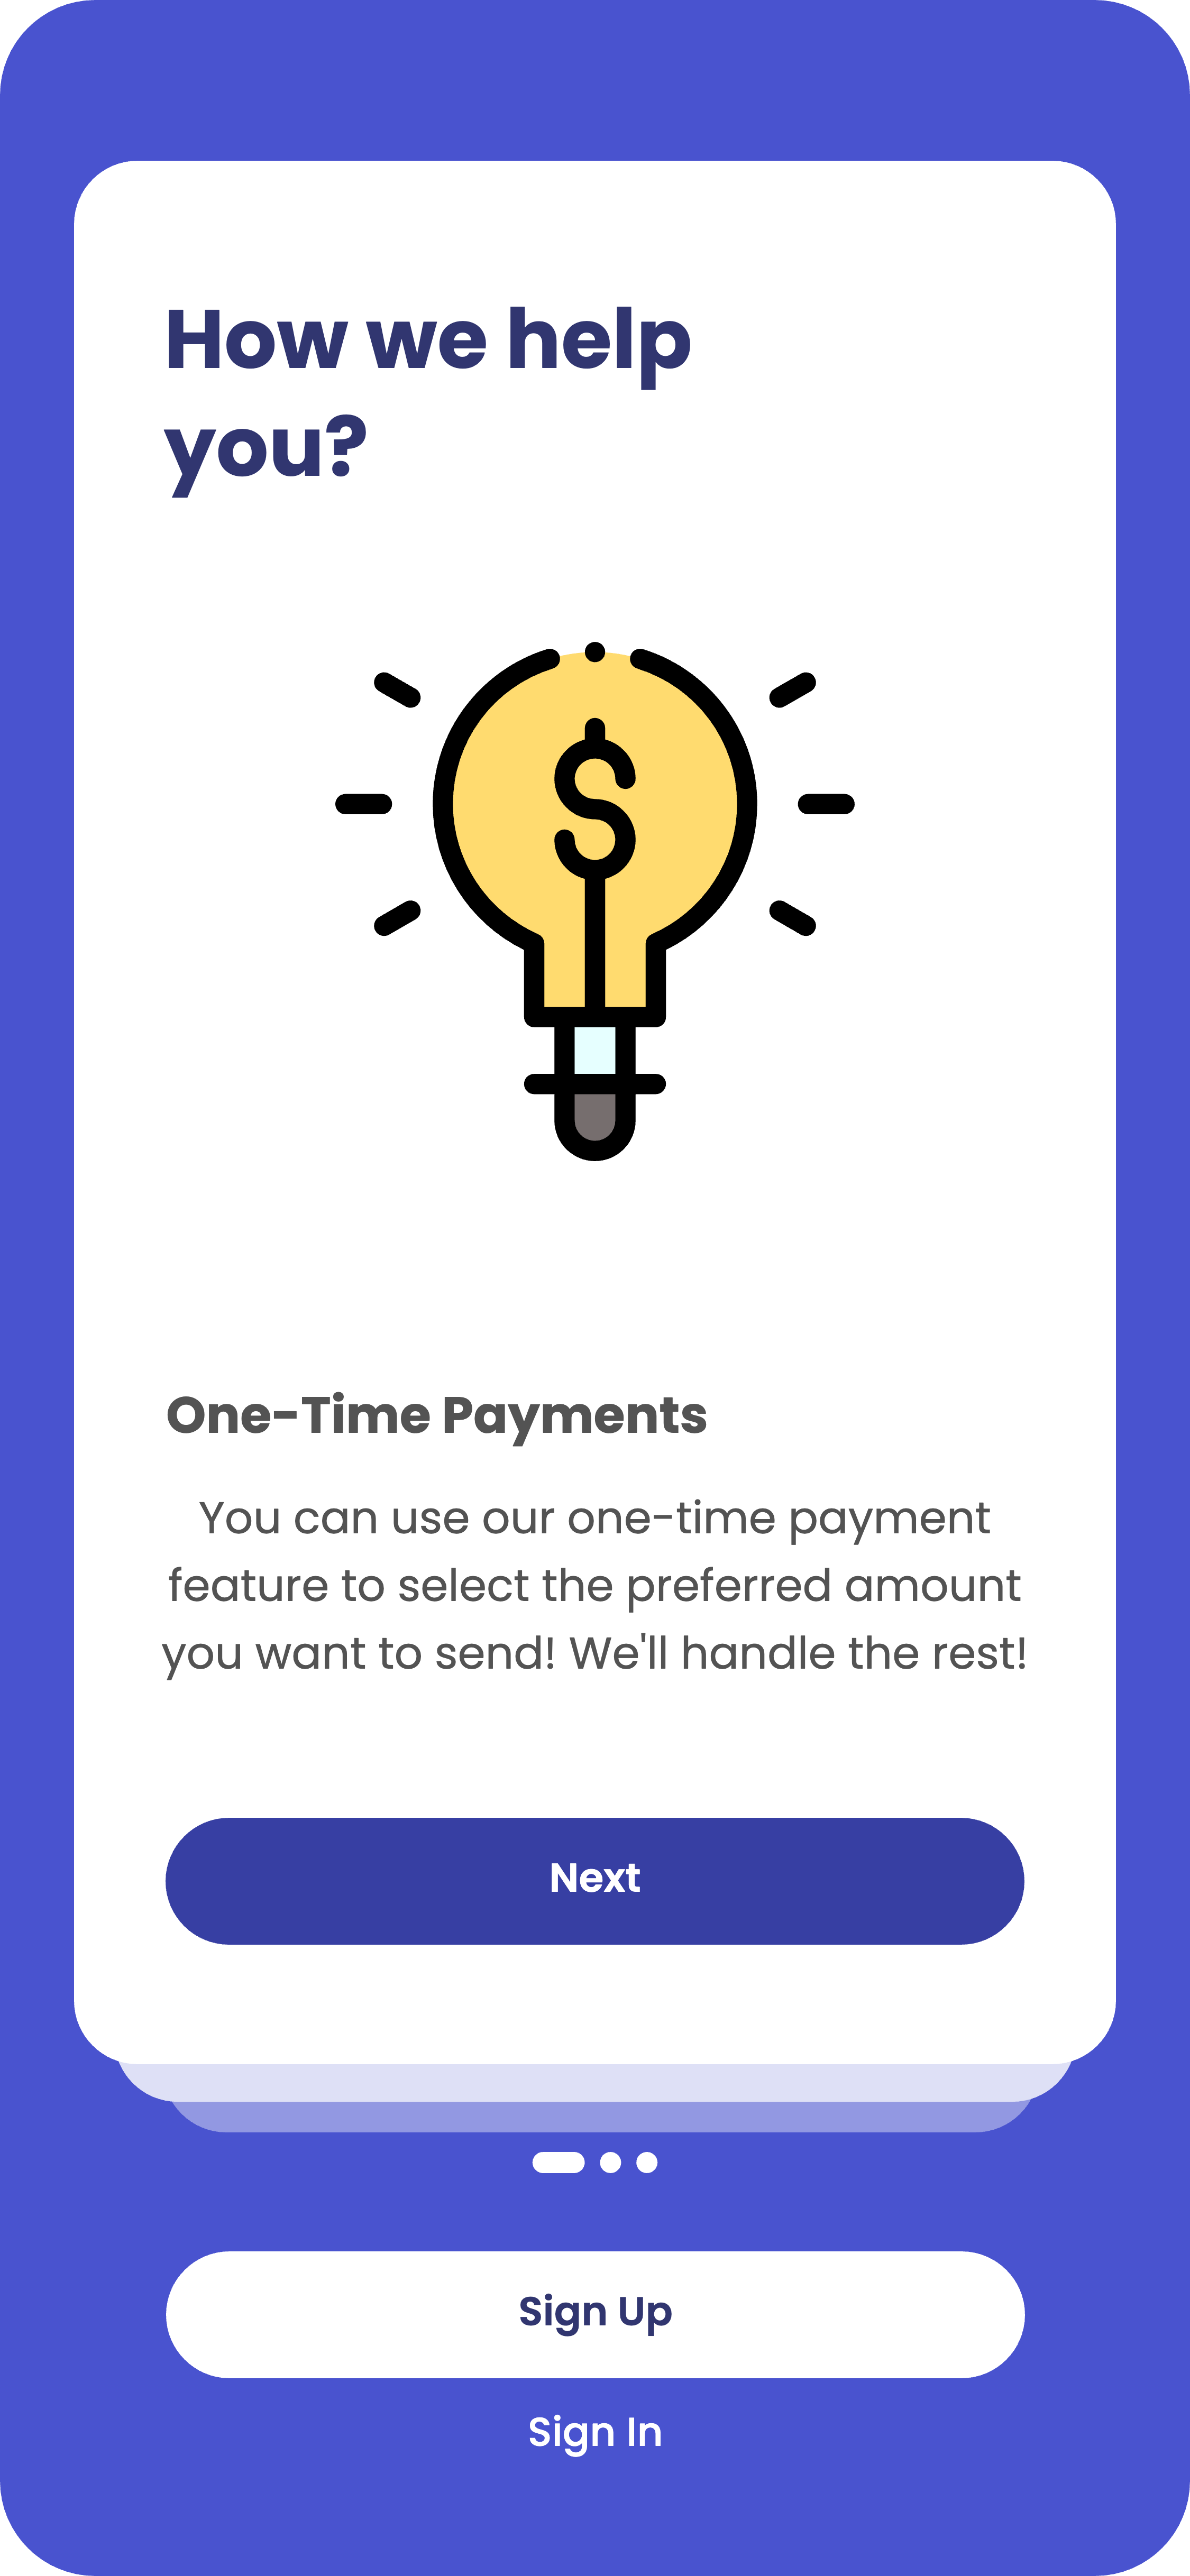 How we help
you?
$
One-Time Payments
You can use our one-time payment
feature to select the preferred amount
you want to send! We'll handle the rest!
Next
Sign Up
Sign In